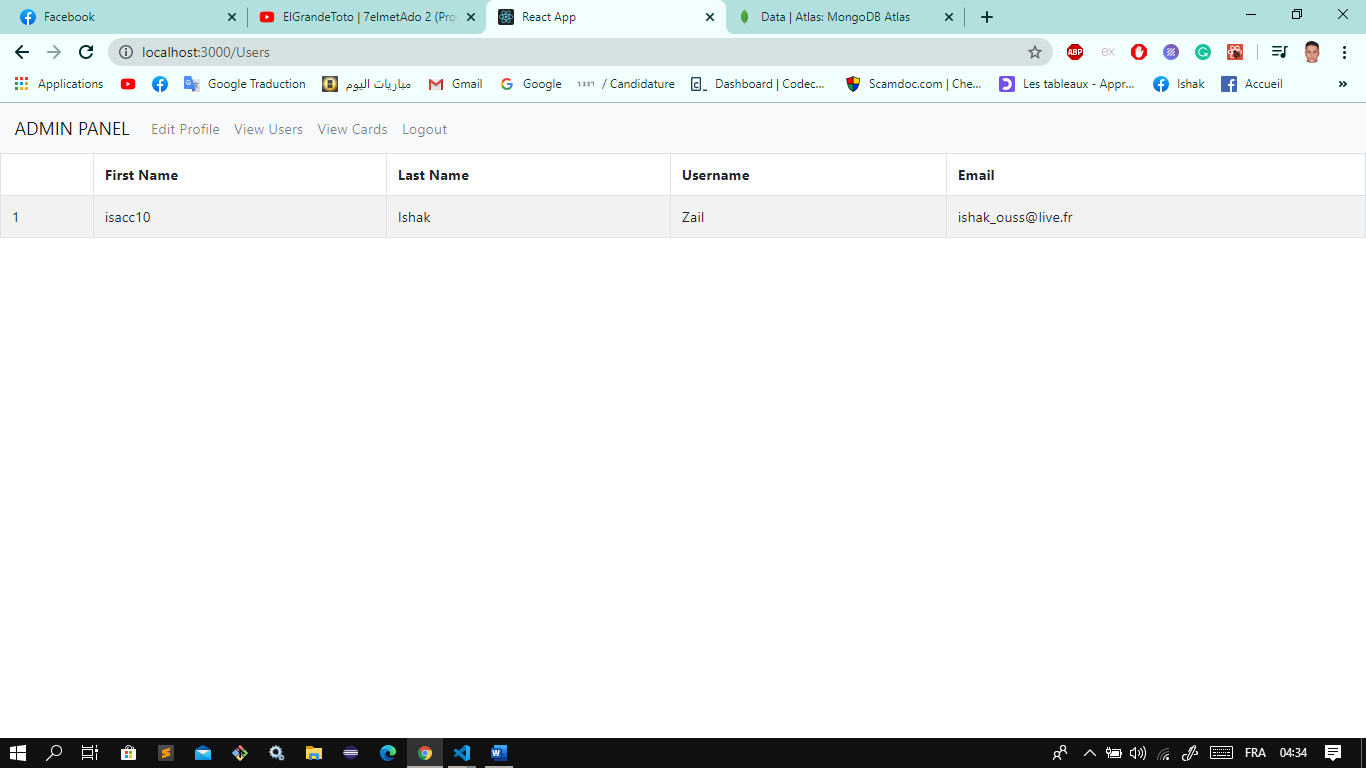 Facebook ElGrandeToto | 7elmetAdo 2 (Pro React App Data | Atlas: MongoDB Atlas
localhost:3000/Users
ABP ex
Applications Google Traduction مباريات اليوم Gmail Google / Candidature Dashboard | Codec... Scamdoc.com | Che... Les tableaux - Appr... Ishak Accueil »
ADMIN PANEL Edit Profile View Users View Cards Logout
First Name Last Name Username Email
1 isacc10 Ishak Zail ishak_ouss@live.fr
FRA 04:34